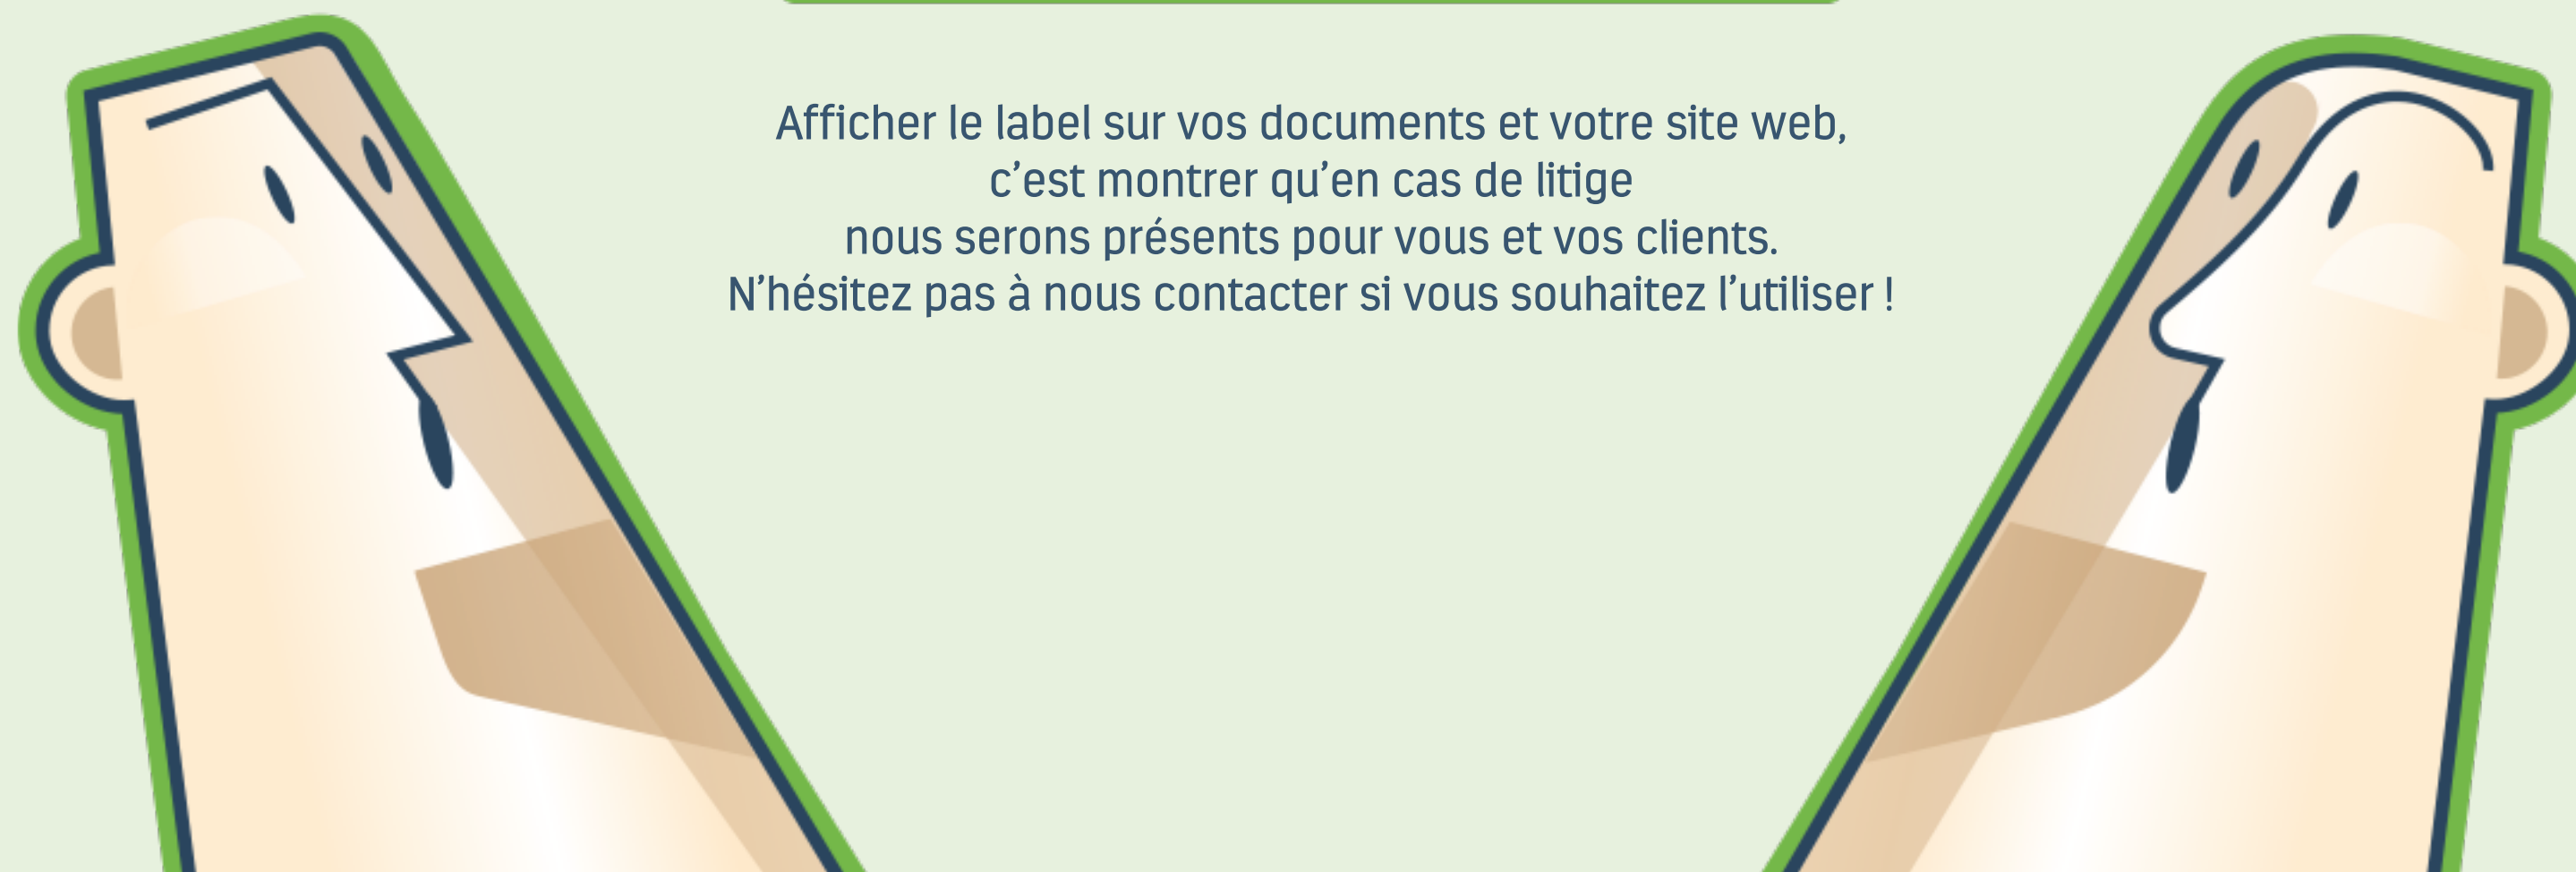 Afficher le label sur vos documents et votre site web,
c’est montrer qu’en cas de litige
nous serons présents pour vous et vos clients.
N’hésitez pas à nous contacter si vous souhaitez l’utiliser !